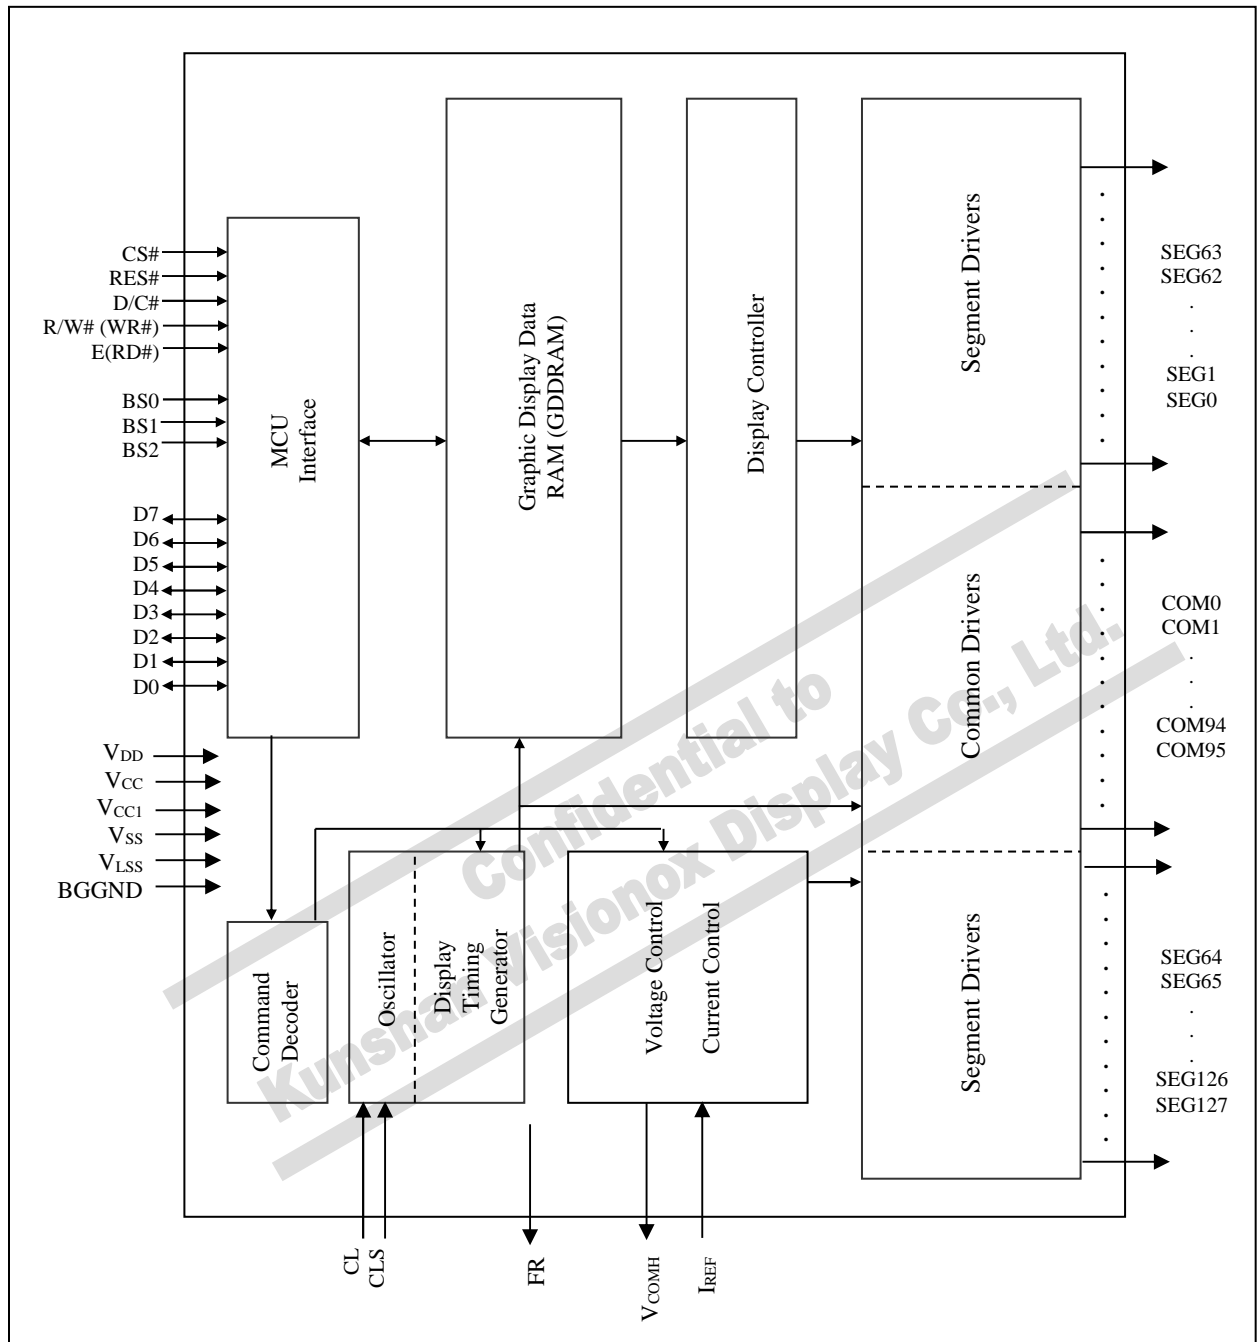 CS#
RES#
D/C#
R/W# (WR#)
E(RD#)
BS0
BS1
BS2
D7
D6
D5
D4
D3
D2
D1
D0
VDD
VCC
VCC1
VSS
VLSS
BGGND
MCU
Interface
Graphic Display Data
RAM (GDDRAM)
Display Controller
Segment Drivers
Common Drivers
Segment Drivers
Command
Decoder
Oscillator
Display
Timing
Generator
Voltage Control
Current Control
SEG63
SEG62
.
.
.
SEG1
SEG0
COM0
COM1
.
.
.
COM94
COM95
SEG64
SEG65
.
.
.
SEG126
SEG127
CL
CLS
FR
VCOMH
IREF
Confidential to
Kunsnan Visionox Display Co., Ltd.